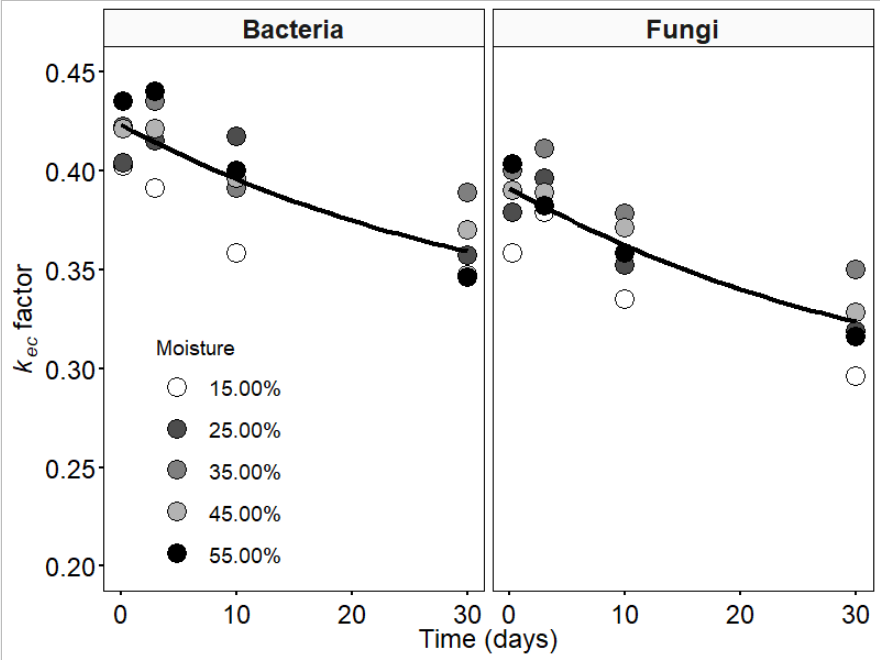 Bacteria
Fungi
0.45
0.40
0.35
0.30
0.25
0.20
k ec factor
Moisture
15.00%
25.00%
35.00%
45.00%
55.00%
0 10 20 30
0 10 20 30
Time (days)